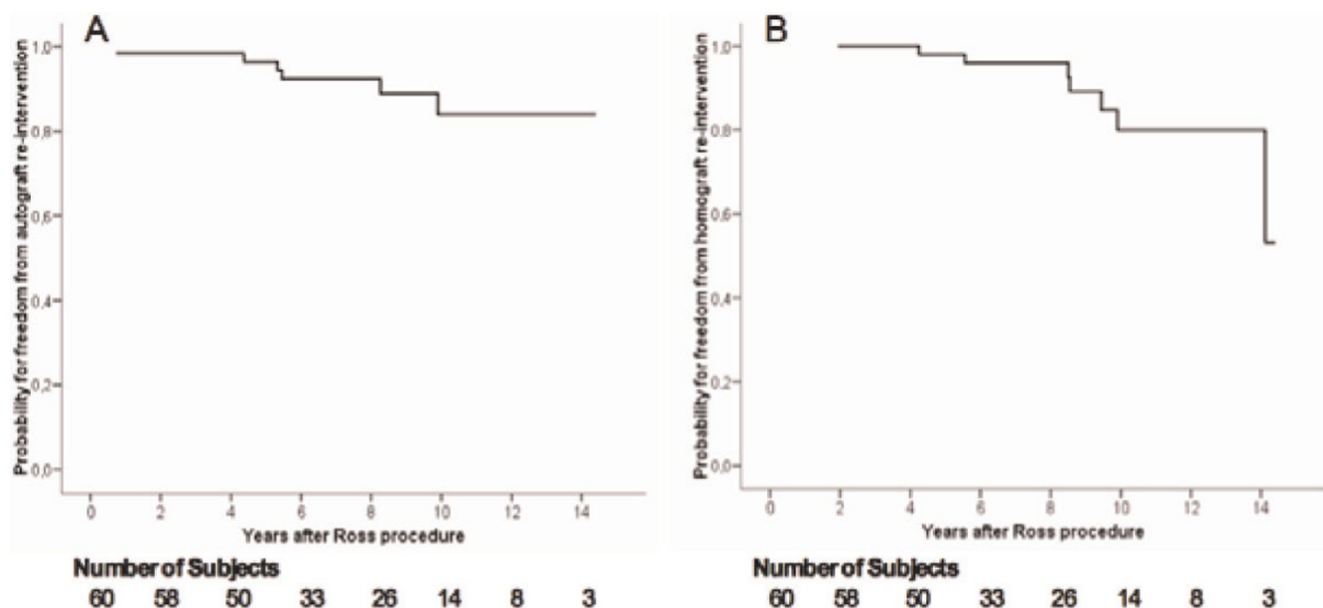 A
Probability for freedom from autograft re-intervention
1,0
0,8
0,6
0,4
0,2
0,0
0 2 4 6 8 10 12 14
Years after Ross procedure
Number of Subjects
60 58 50 33 26 14 8 3
B
Probability for freedom from homograft re-intervention
1,0
0,8
0,6
0,4
0,2
0,0
0 2 4 6 8 10 12 14
Years after Ross procedure
Number of Subjects
60 58 50 33 26 14 8 3